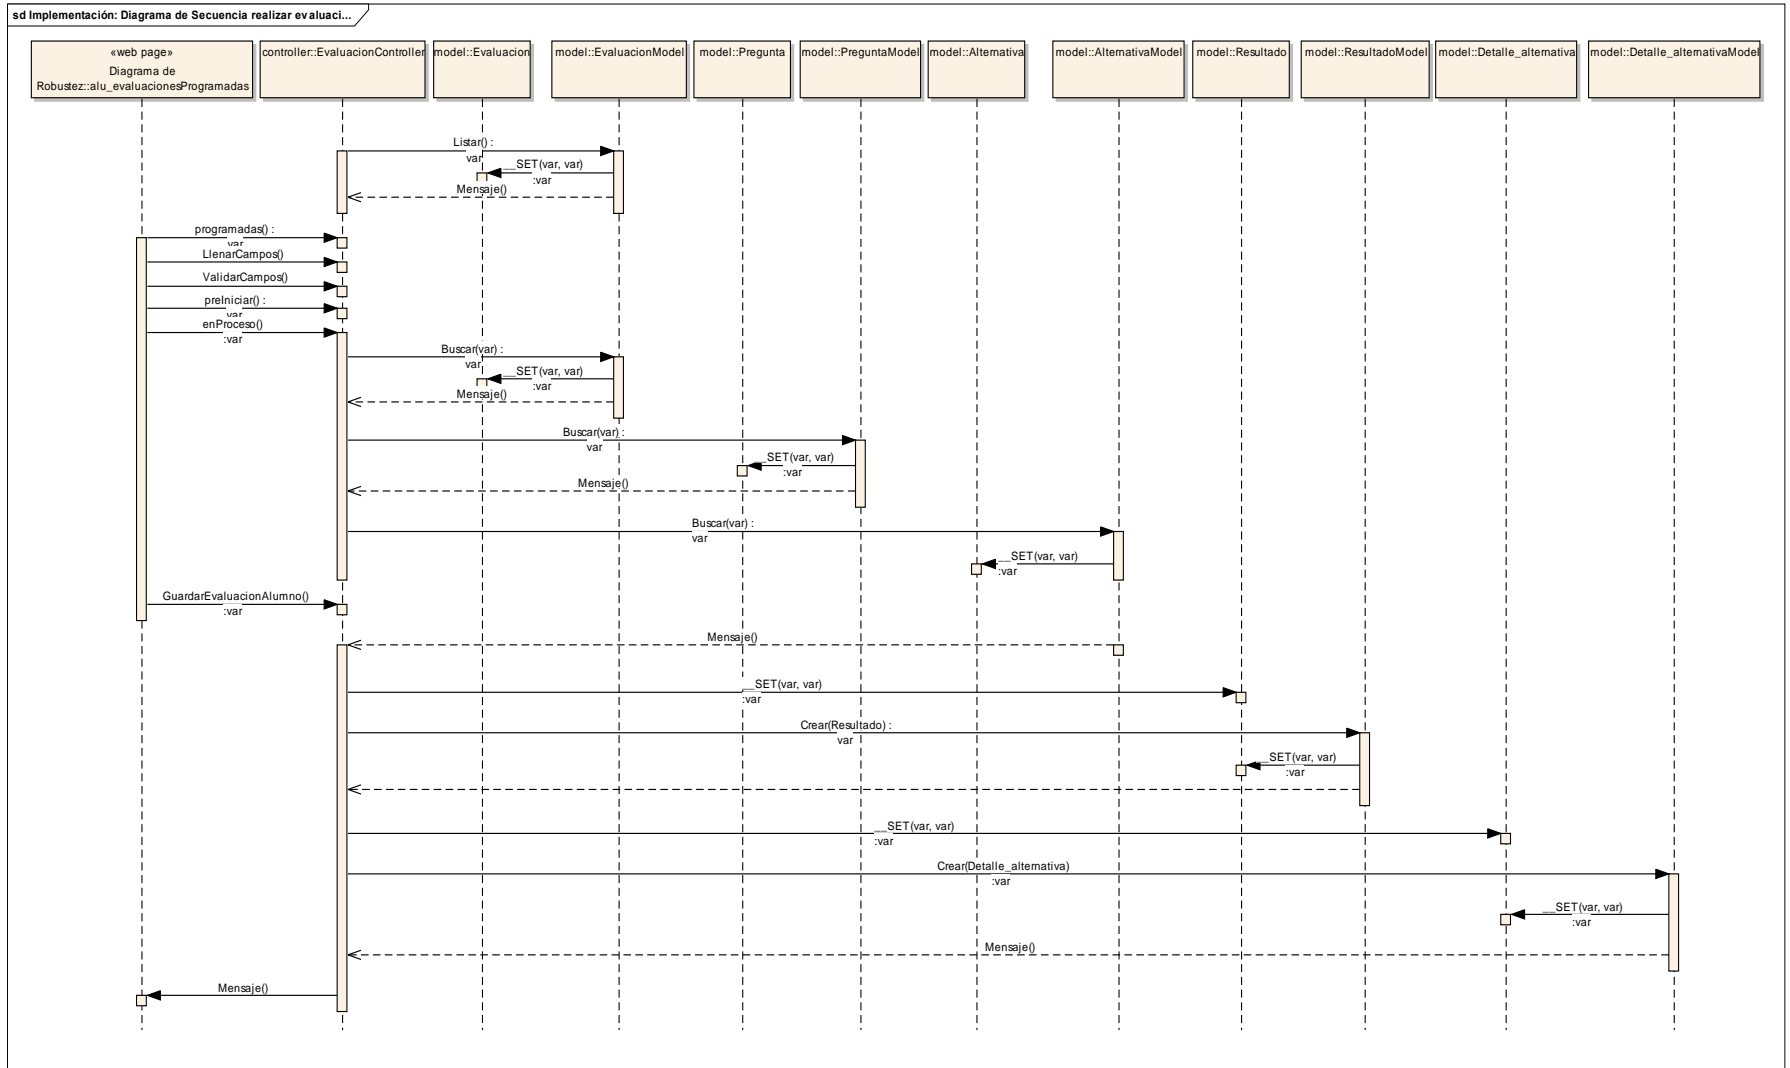 sd Implementación: Diagrama de Secuencia realizar evaluaci...
«web page»
Diagrama de
Robustez::alu_evaluacionesProgramadas
controller::EvaluacionController
model::Evaluacion
model::EvaluacionModel
model::Pregunta
model::PreguntaModel
model::Alternativa
model::AlternativaModel
model::Resultado
model::ResultadoModel
model::Detalle_alternativa
model::Detalle_alternativaModel
Listar() :
var
__SET(var, var)
:var
Mensaje()
programadas() :
var
LlenarCampos()
ValidarCampos()
preIniciar() :
var
enProceso()
:var
Buscar(var) :
var
__SET(var, var)
:var
Mensaje()
Buscar(var) :
var
__SET(var, var)
:var
Mensaje()
Buscar(var) :
var
__SET(var, var)
:var
GuardarEvaluacionAlumno()
:var
Mensaje()
__SET(var, var)
:var
Crear(Resultado) :
var
__SET(var, var)
:var
__SET(var, var)
:var
Crear(Detalle_alternativa)
:var
__SET(var, var)
:var
Mensaje()
Mensaje()